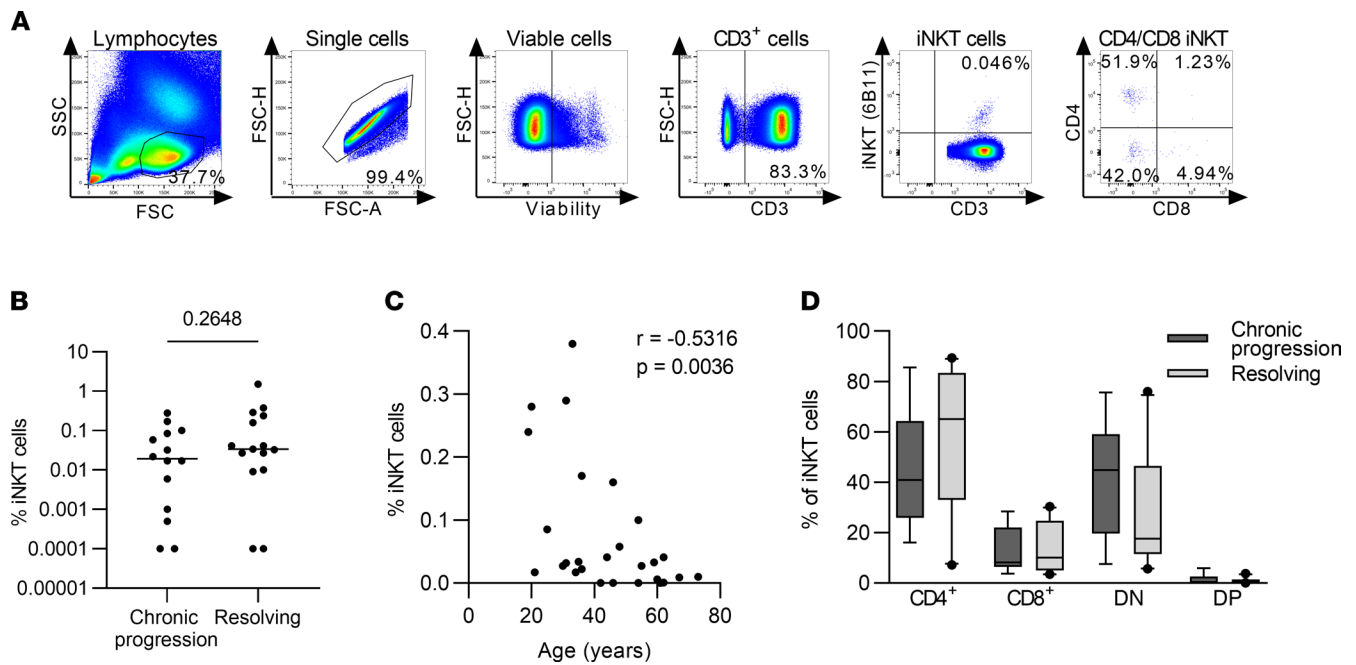 A
Lymphocytes
Single cells
Viable cells
CD3+ cells
iNKT cells
CD4/CD8 iNKT
SSC
37.7%
FSC
FSC-H
99.4%
FSC-A
FSC-H
Viability
FSC-H
83.3%
CD3
iNKT (6B11)
0.046%
CD3
CD4
51.9% 1.23%
42.0% 4.94%
CD8
B
0.2648
% iNKT cells
10
1
0.1
0.01
0.001
0.0001
0.00001
Chronic
progression
Resolving
C
r = -0.5316
p = 0.0036
% iNKT cells
0.4
0.3
0.2
0.1
0.0
0 20 40 60 80
Age (years)
D
% of iNKT cells
100
80
60
40
20
0
CD4+ CD8+ DN DP
Chronic
progression
Resolving